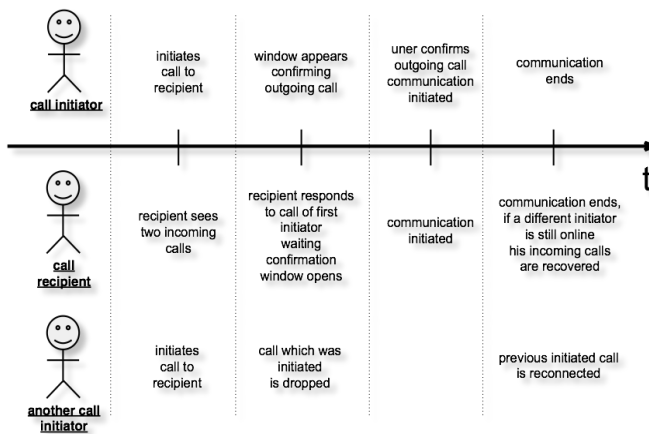 call initiator
initiates
call to
recipient
window appears
confirming
outgoing call
uner confirms
outgoing call
communication
initiated
communication
ends
t
call
recipient
recipient sees
two incoming
calls
recipient responds
to call of first
initiator
waiting
confirmation
window opens
communication
initiated
communication ends,
if a different initiator
is still online
his incoming calls
are recovered
another call
initiator
initiates
call to
recipient
call which was
initiated
is dropped
previous initiated call
is reconnected